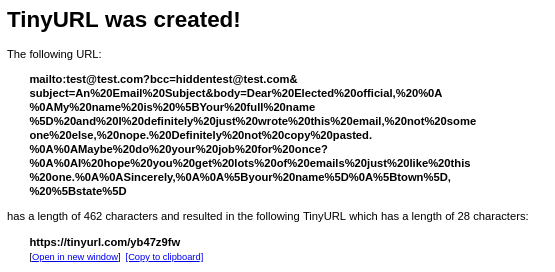 TinyURL was created!
The following URL:
mailto:test@test.com?bcc=hiddentest@test.com&
subject=An%20Email%20Subject&body=Dear%20Elected%20official,%20%0A
%0AMy%20name%20is%20%5BYour%20full%20name
%5D%20and%20I%20definitely%20just%20wrote%20this%20email,%20not%20some
one%20else,%20nope.%20Definitely%20not%20copy%20pasted.
%0A%0AMaybe%20do%20your%20job%20for%20once?
%0A%0AI%20hope%20you%20get%20lots%20of%20emails%20just%20like%20this
%20one.%0A%0ASincerely,%0A%0A%5Byour%20name%5D%0A%5Btown%5D,
%20%5Bstate%5D
has a length of 462 characters and resulted in the following TinyURL which has a length of 28 characters:
https://tinyurl.com/yb47z9fw
[Open in new window] [Copy to clipboard]